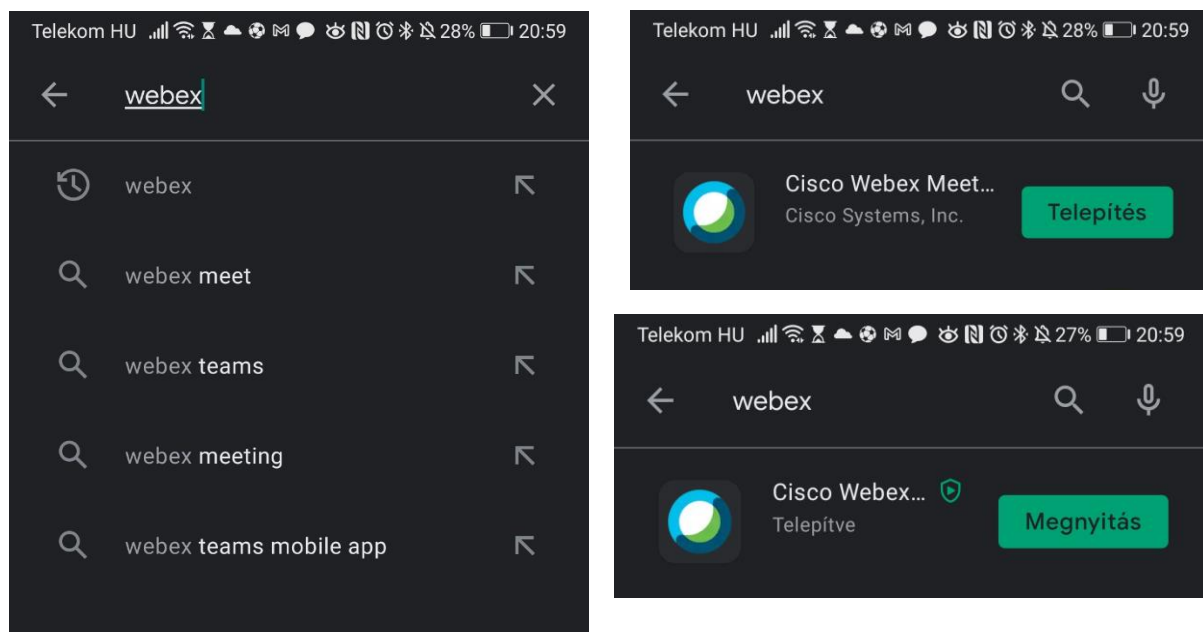 Telekom HU 28% 20:59
webex
webex
webex meet
webex teams
webex meeting
webex teams mobile app
Telekom HU 28% 20:59
webex
Cisco Webex Meet...
Cisco Systems, Inc.
Telepítés
Telekom HU 27% 20:59
webex
Cisco Webex...
Telepítve
Megnyitás